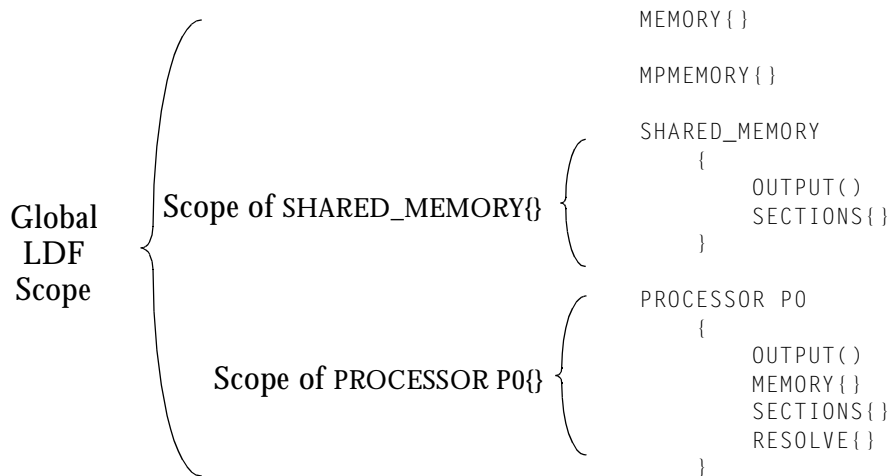 MEMORY{}
MPMEMORY{}
SHARED_MEMORY
{
OUTPUT()
SECTIONS{}
}
Scope of SHARED_MEMORY{}
Global
LDF
Scope
PROCESSOR P0
{
OUTPUT()
MEMORY{}
SECTIONS{}
RESOLVE{}
}
Scope of PROCESSOR P0{}